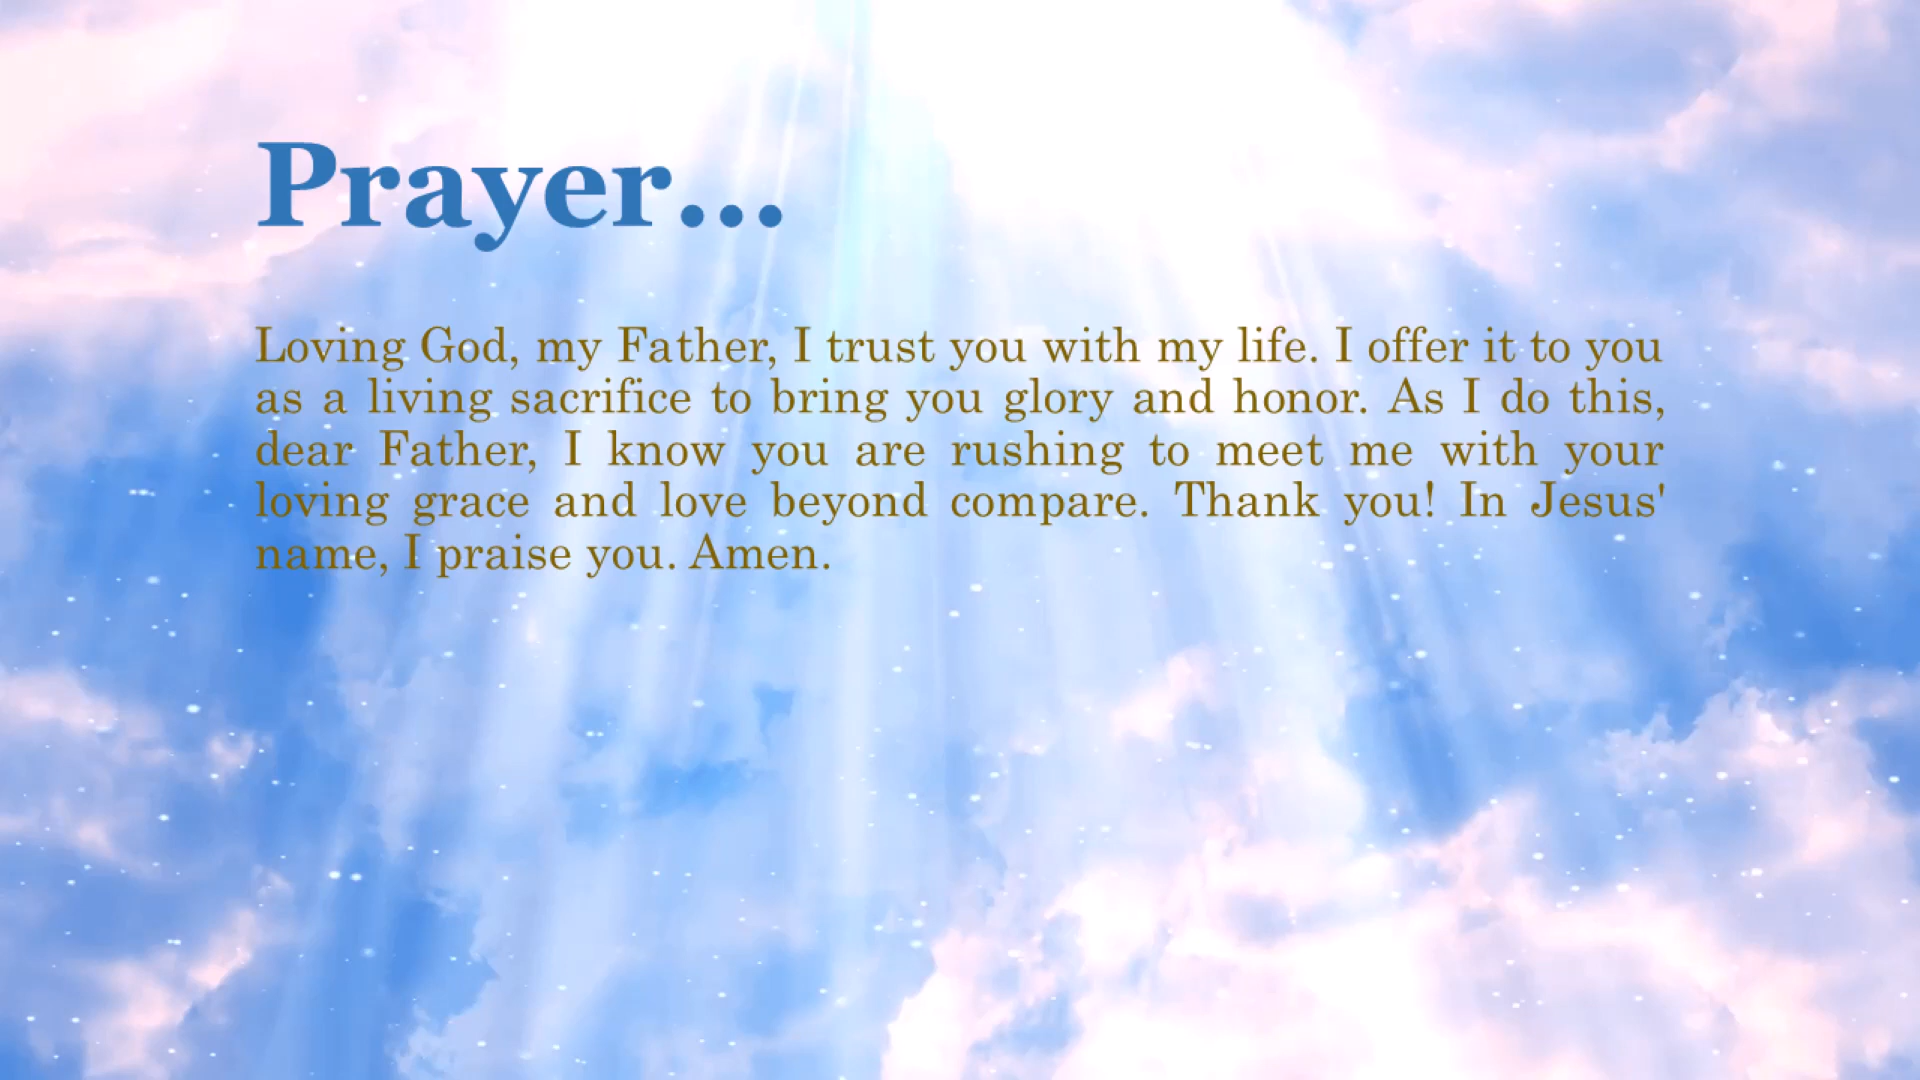 Prayer...
Loving God, my Father, I trust you with my life. I offer it to you
as a living sacrifice to bring you glory and honor. As I do this,
dear Father, I know you are rushing to meet me with your
loving grace and love beyond compare. Thank you! In Jesus'
name, I praise you. Amen.